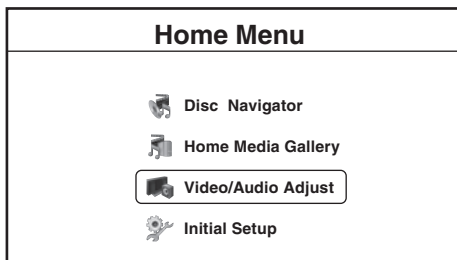 Home Menu
Disc Navigator
Home Media Gallery
Video/Audio Adjust
Initial Setup